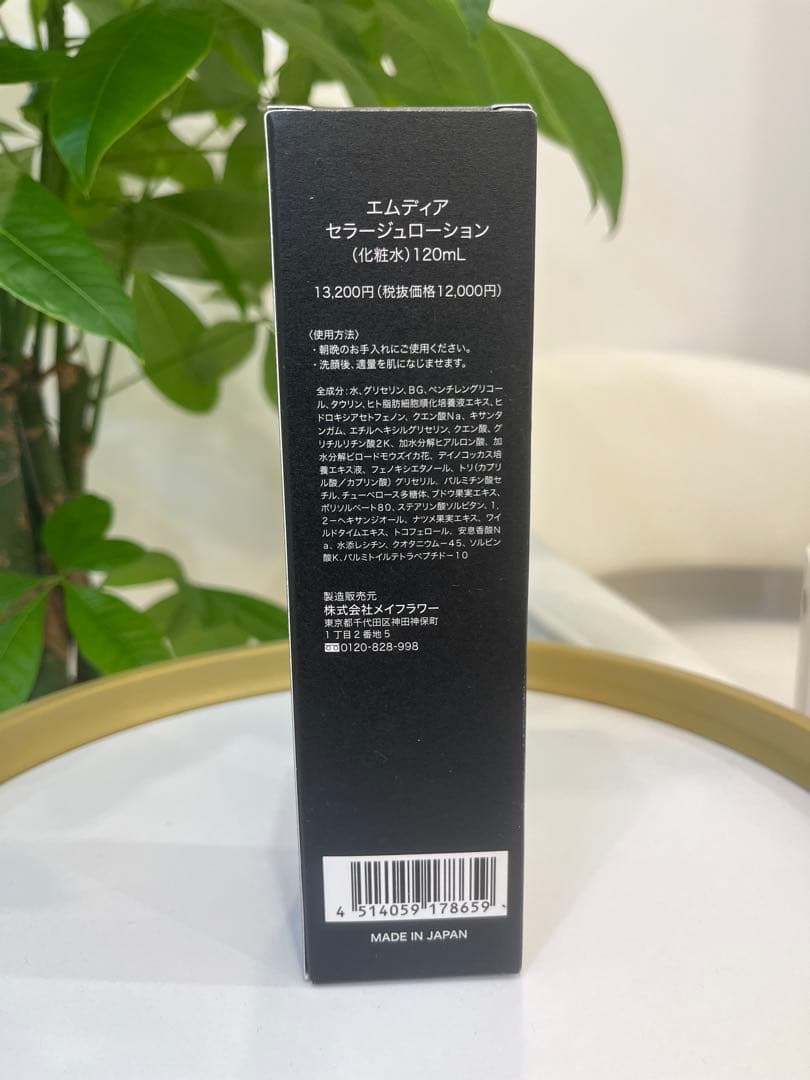 エムディア
セラージュローション
(化粧水)120mL
13,200円(税抜価格12,000円)
〈使用方法〉
・朝晩のお手入れにご使用ください。
・洗顔後、適量を肌になじませます。
全成分:水、グリセリン、BG、ペンチレングリコー
ル、タウリン、ヒト脂肪細胞順化培養液エキス、ヒ
ドロキシアセトフェノン、クエン酸Na、キサンタ
ンガム、エチルヘキシルグリセリン、クエン酸、グ
リチルリチン酸2K、加水分解ヒアルロン酸、加
水分解ビロードモウズイカ花、デイノコッカス培
養エキス液、フェノキシエタノール、トリ(カプリ
ル酸/カプリン酸)グリセリル、パルミチン酸セ
チル、チューベロース多糖体、ブドウ果実エキス、
ポリソルベート80、ステアリン酸ソルビタン、1,
2-ヘキサンジオール、ナツメ果実エキス、ワイ
ルドタイムエキス、トコフェロール、安息香酸N
a、水添レシチン、クオタニウム-45、ソルビン
酸K、パルミトイルテトラペプチド-10
製造販売元
株式会社メイフラワー
東京都千代田区神田神保町
1丁目2番地5
0120-828-998
4 514059 178659
MADE IN JAPAN